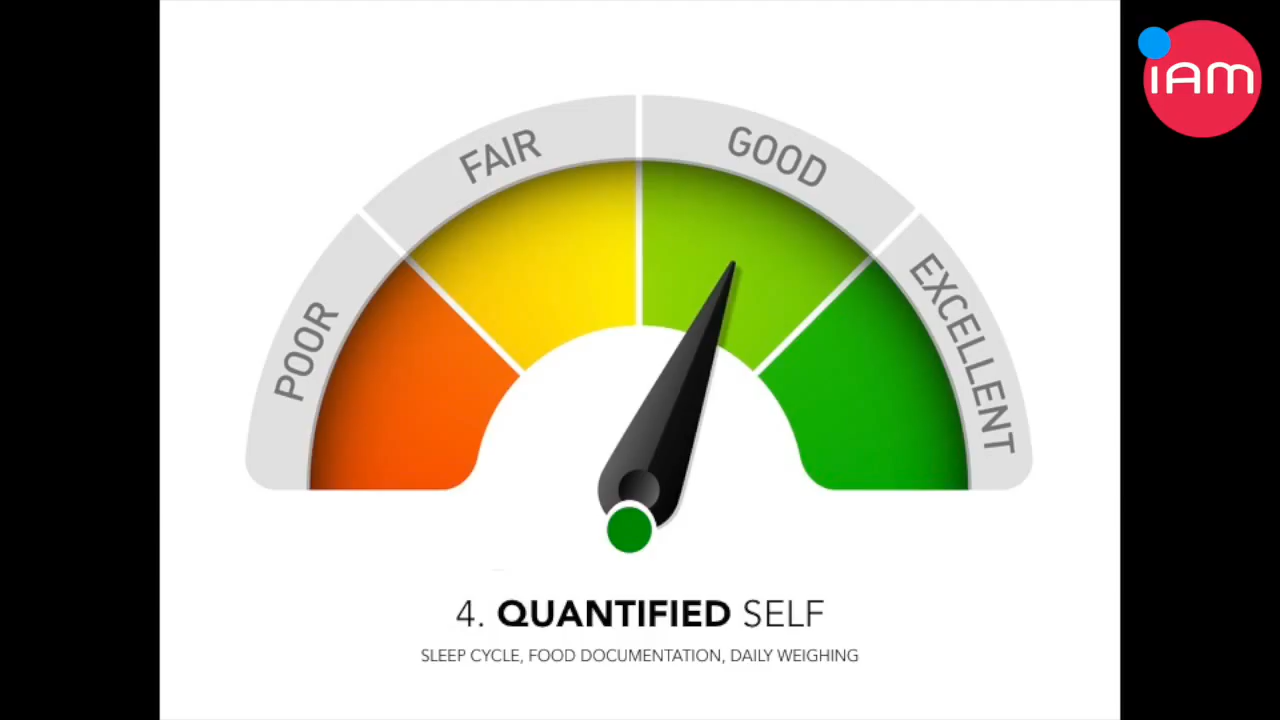 iAM
POOR
FAIR
GOOD
EXCELLENT
4. QUANTIFIED SELF
SLEEP CYCLE, FOOD DOCUMENTATION, DAILY WEIGHING